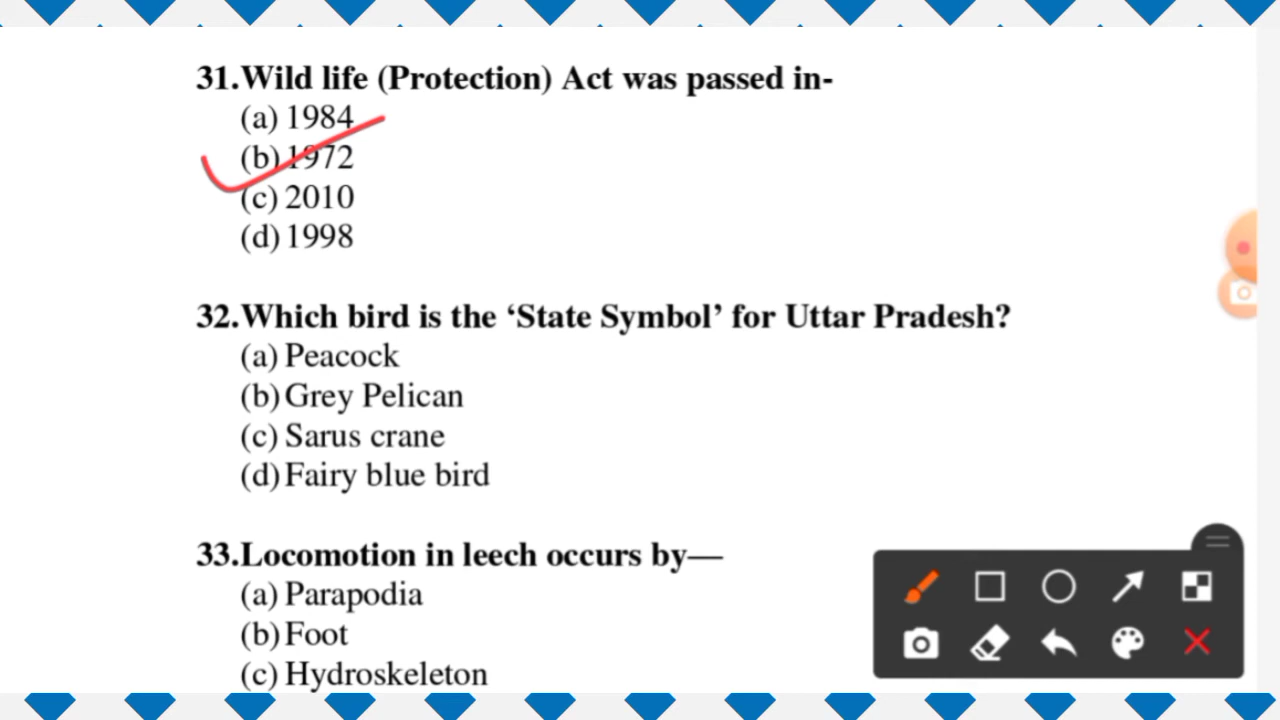 31.Wild life (Protection) Act was passed in-
(a) 1984
(b) 1972
(c) 2010
(d) 1998
32.Which bird is the ‘State Symbol’ for Uttar Pradesh?
(a) Peacock
(b) Grey Pelican
(c) Sarus crane
(d) Fairy blue bird
33.Locomotion in leech occurs by—
(a) Parapodia
(b) Foot
(c) Hydroskeleton